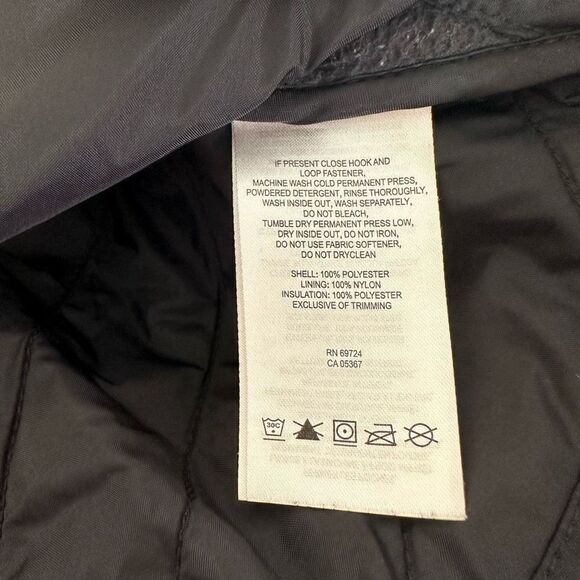 IF PRESENT CLOSE HOOK AND
LOOP FASTENER,
MACHINE WASH COLD PERMANENT PRESS,
POWDERED DETERGENT, RINSE THOROUGHLY,
WASH INSIDE OUT, WASH SEPARATELY,
DO NOT BLEACH,
TUMBLE DRY PERMANENT PRESS LOW,
DRY INSIDE OUT, DO NOT IRON,
DO NOT USE FABRIC SOFTENER,
DO NOT DRYCLEAN
SHELL: 100% POLYESTER
LINING: 100% NYLON
INSULATION: 100% POLYESTER
EXCLUSIVE OF TRIMMING
RN 69724
CA 05367
30C